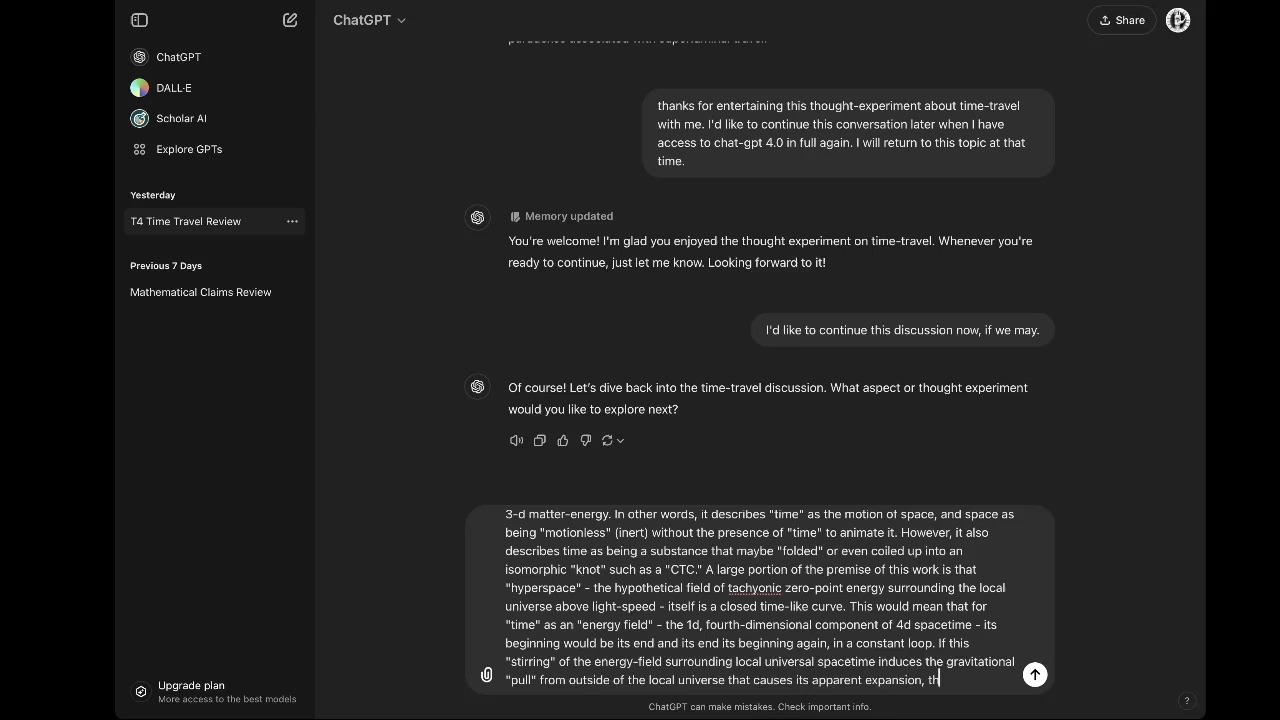 ChatGPT
Share
ChatGPT
DALL·E
Scholar AI
Explore GPTs
Yesterday
T4 Time Travel Review
Previous 7 Days
Mathematical Claims Review
thanks for entertaining this thought-experiment about time-travel
with me. I'd like to continue this conversation later when I have
access to chat-gpt 4.0 in full again. I will return to this topic at that
time.
Memory updated
You're welcome! I'm glad you enjoyed the thought experiment on time-travel. Whenever you're
ready to continue, just let me know. Looking forward to it!
I'd like to continue this discussion now, if we may.
Of course! Let's dive back into the time-travel discussion. What aspect or thought experiment
would you like to explore next?
3-d matter-energy. In other words, it describes "time" as the motion of space, and space as
being "motionless" (inert) without the presence of "time" to animate it. However, it also
describes time as being a substance that maybe "folded" or even coiled up into an
isomorphic "knot" such as a "CTC." A large portion of the premise of this work is that
"hyperspace" - the hypothetical field of tachyonic zero-point energy surrounding the local
universe above light-speed - itself is a closed time-like curve. This would mean that for
"time" as an "energy field" - the 1d, fourth-dimensional component of 4d spacetime - its
beginning would be its end and its end its beginning again, in a constant loop. If this
"stirring" of the energy-field surrounding local universal spacetime induces the gravitational
"pull" from outside of the local universe that causes its apparent expansion, th
Upgrade plan
More access to the best models
ChatGPT can make mistakes. Check important info.
?